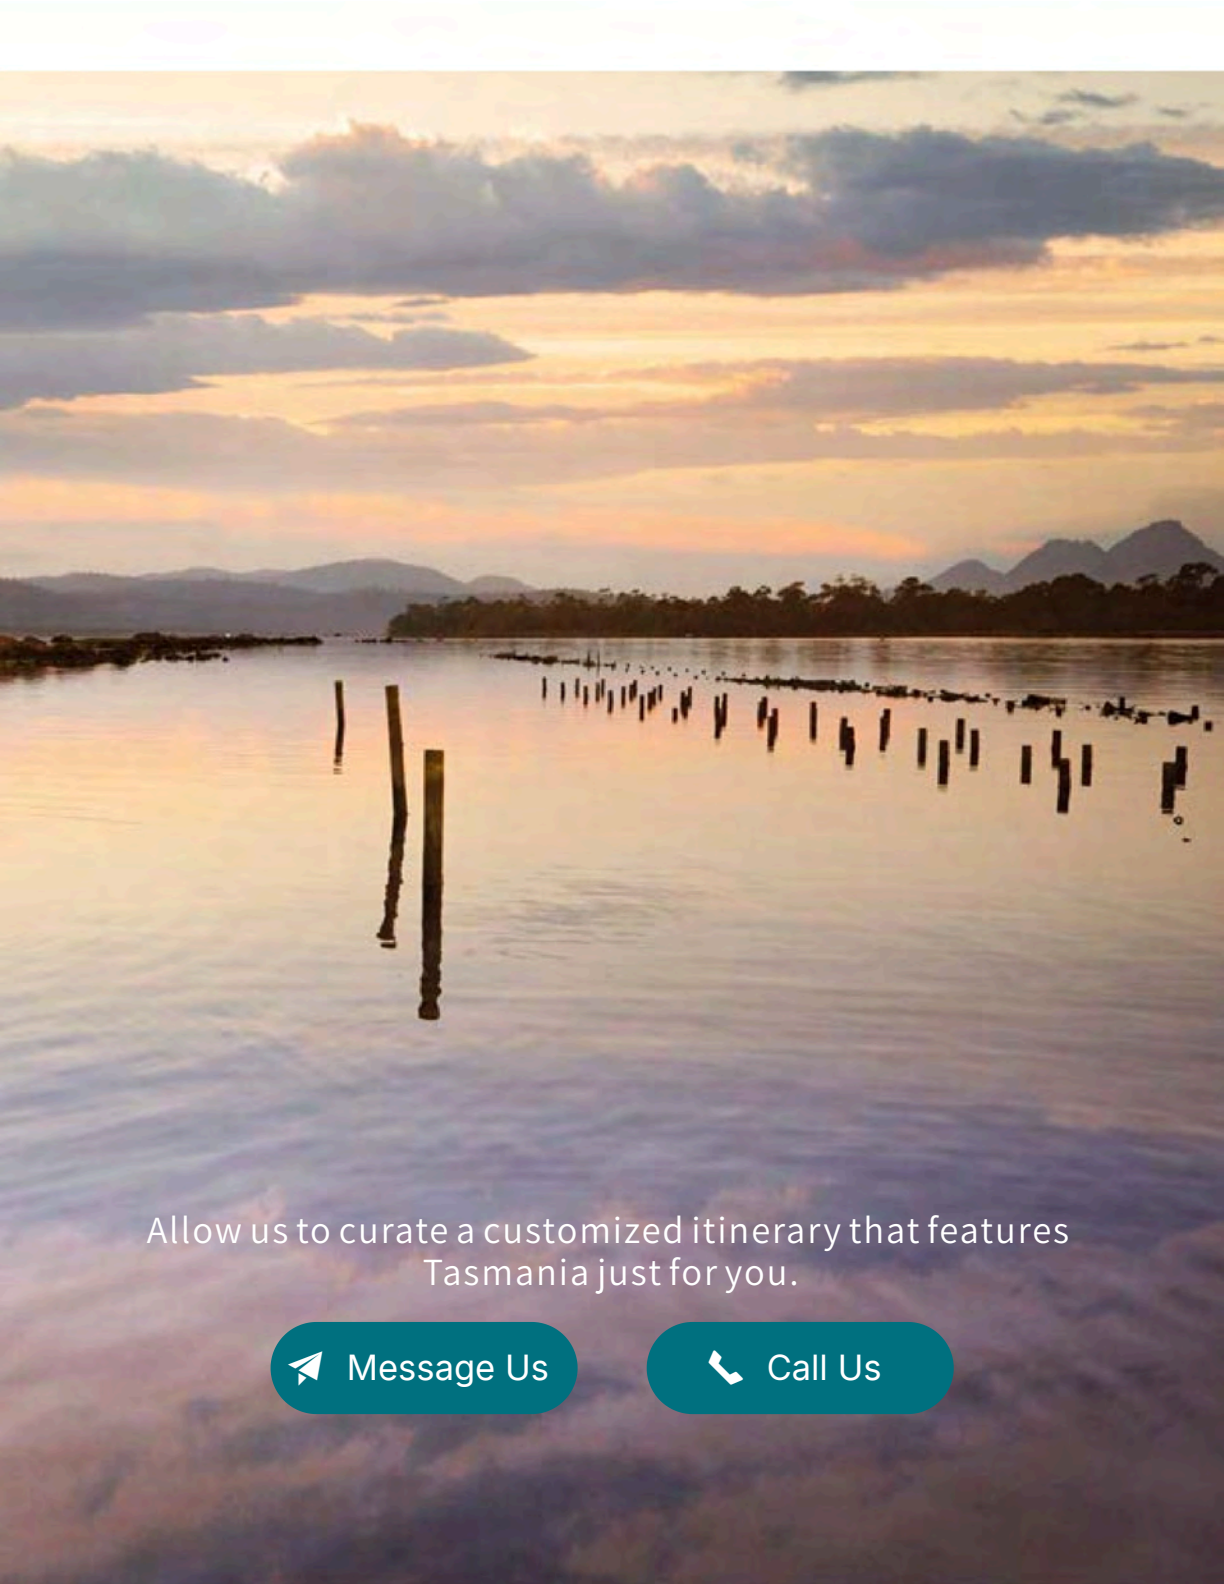 Allow us to curate a customized itinerary that features
Tasmania just for you.
Message Us
Call Us